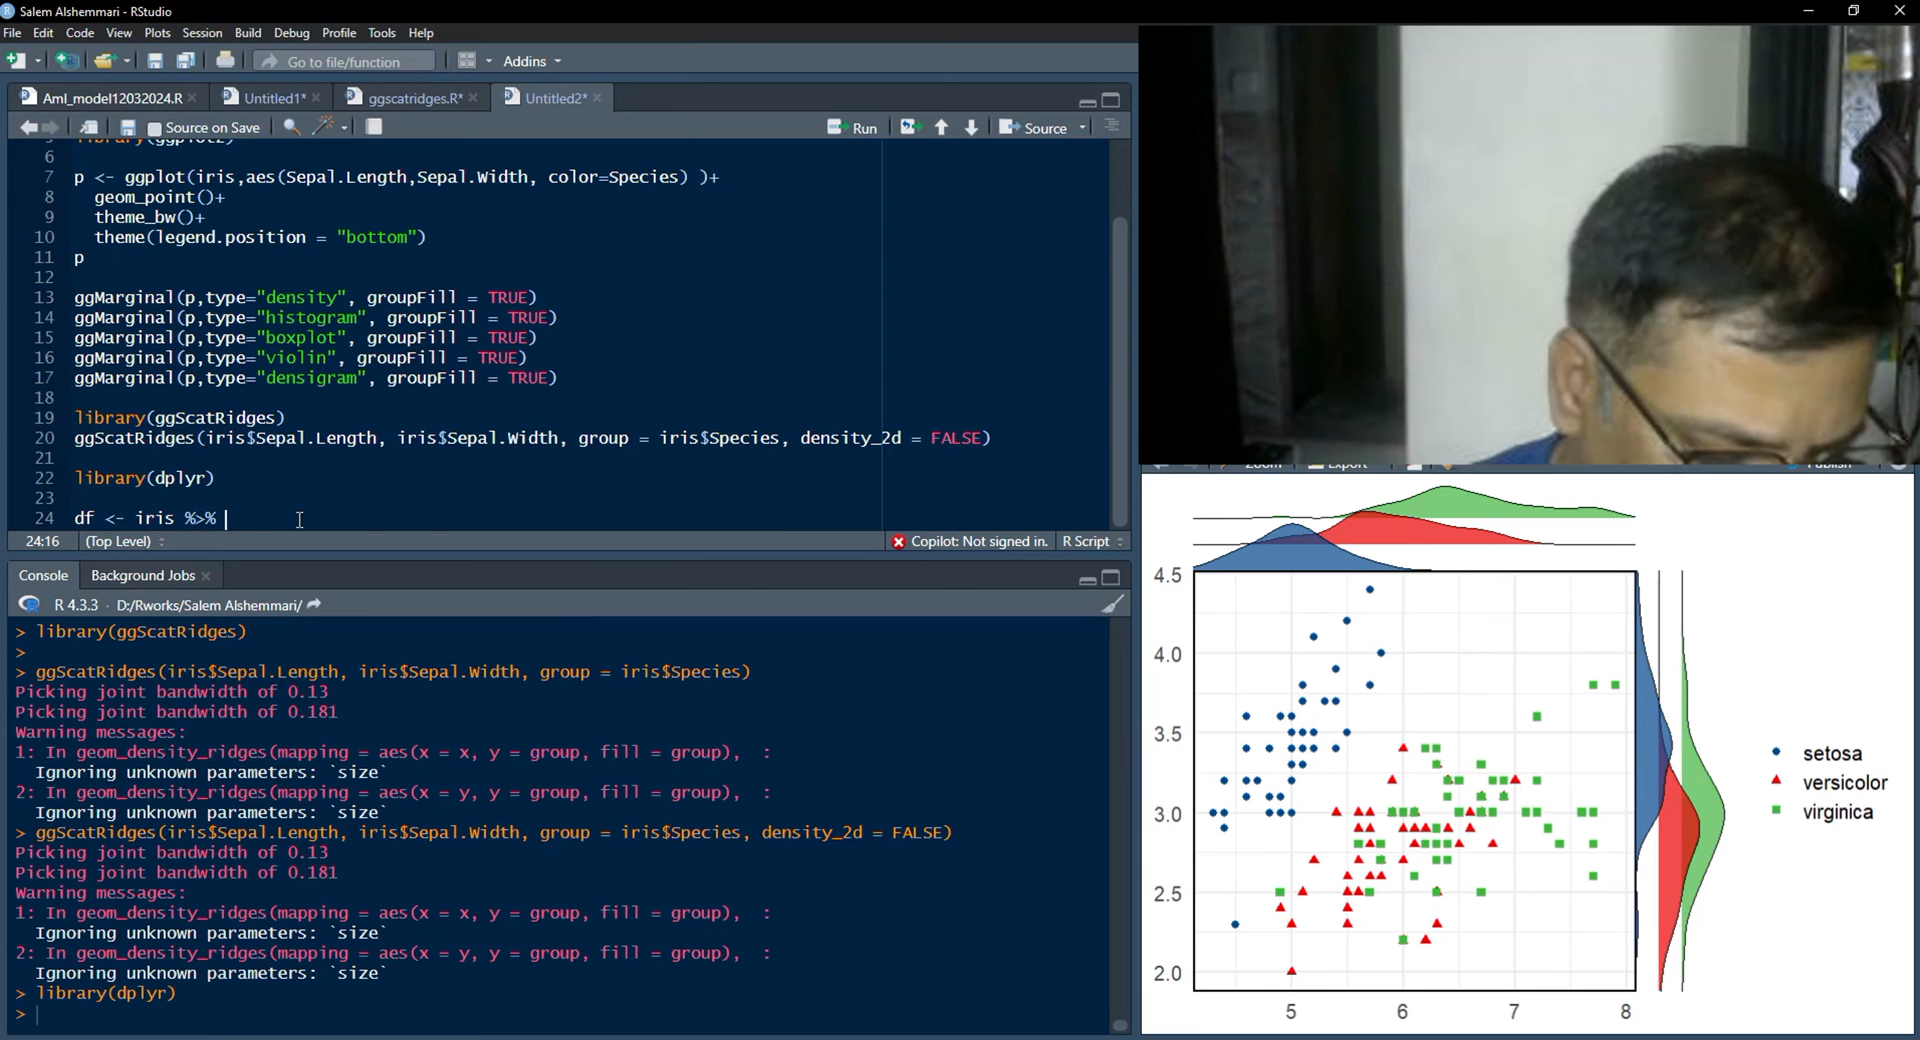 Salem Alshemmari - RStudio
File Edit Code View Plots Session Build Debug Profile Tools Help
Go to file/function Addins
Aml_model12032024.R Untitled1* ggscatridges.R* Untitled2*
Source on Save Run Source
5 library(ggplot2)
6
7 p <- ggplot(iris,aes(Sepal.Length,Sepal.Width, color=Species) )+
8 geom_point()+
9 theme_bw()+
10 theme(legend.position = "bottom")
11 p
12
13 ggMarginal(p,type="density", groupFill = TRUE)
14 ggMarginal(p,type="histogram", groupFill = TRUE)
15 ggMarginal(p,type="boxplot", groupFill = TRUE)
16 ggMarginal(p,type="violin", groupFill = TRUE)
17 ggMarginal(p,type="densigram", groupFill = TRUE)
18
19 library(ggScatRidges)
20 ggScatRidges(iris$Sepal.Length, iris$Sepal.Width, group = iris$Species, density_2d = FALSE)
21
22 library(dplyr)
23
24 df <- iris %>%
24:16 (Top Level) Copilot: Not signed in. R Script
Console Background Jobs
R 4.3.3 · D:/Rworks/Salem Alshemmari/
> library(ggScatRidges)
>
> ggScatRidges(iris$Sepal.Length, iris$Sepal.Width, group = iris$Species)
Picking joint bandwidth of 0.13
Picking joint bandwidth of 0.181
Warning messages:
1: In geom_density_ridges(mapping = aes(x = x, y = group, fill = group), :
Ignoring unknown parameters: `size`
2: In geom_density_ridges(mapping = aes(x = y, y = group, fill = group), :
Ignoring unknown parameters: `size`
> ggScatRidges(iris$Sepal.Length, iris$Sepal.Width, group = iris$Species, density_2d = FALSE)
Picking joint bandwidth of 0.13
Picking joint bandwidth of 0.181
Warning messages:
1: In geom_density_ridges(mapping = aes(x = x, y = group, fill = group), :
Ignoring unknown parameters: `size`
2: In geom_density_ridges(mapping = aes(x = y, y = group, fill = group), :
Ignoring unknown parameters: `size`
> library(dplyr)
>
Zoom Export Publish
4.5
4.0
3.5
3.0
2.5
2.0
5 6 7 8
setosa
versicolor
virginica